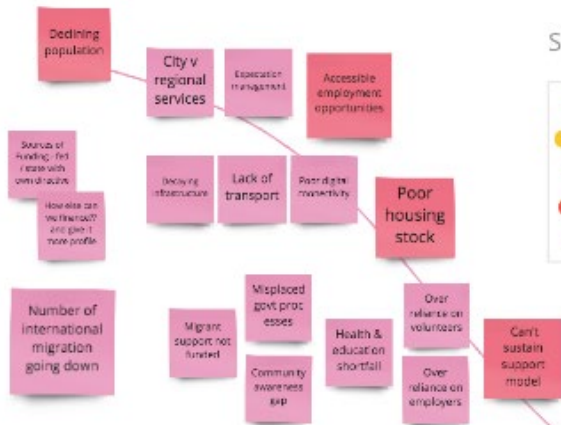 Declining
population
City v
regional
services
Expectation
management
Accessible
employment
opportunities
S
Sources of
Funding - fed
/ state with
own directive
How else can
we finance??
and give it
more profile
Decaying
infrastructure
Lack of
transport
Poor digital
connectivity
Poor
housing
stock
Number of
international
migration
going down
Migrant
support not
funded
Misplaced
govt proc
esses
Community
awareness
gap
Health &
education
shortfall
Over
reliance on
volunteers
Over
reliance on
employers
Can't
sustain
support
model